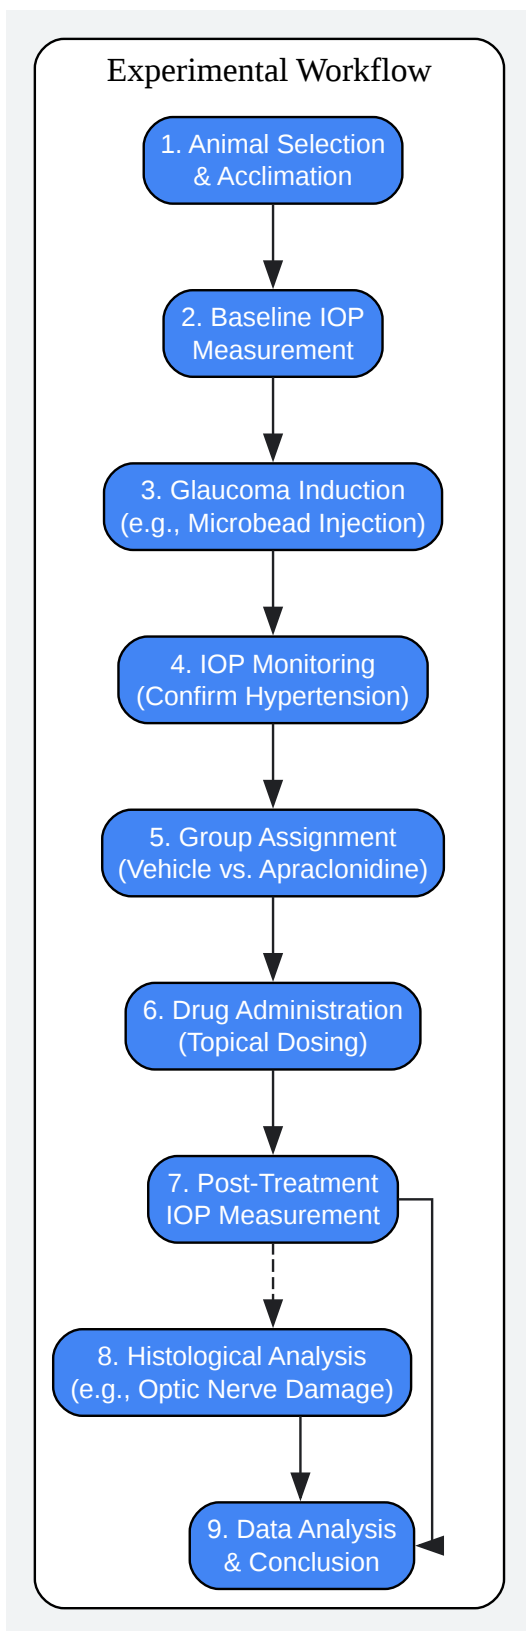 Experimental Workflow
1. Animal Selection
& Acclimation
2. Baseline IOP
Measurement
3. Glaucoma Induction
(e.g., Microbead Injection)
4. IOP Monitoring
(Confirm Hypertension)
5. Group Assignment
(Vehicle vs. Apraclonidine)
6. Drug Administration
(Topical Dosing)
7. Post-Treatment
IOP Measurement
8. Histological Analysis
(e.g., Optic Nerve Damage)
9. Data Analysis
& Conclusion